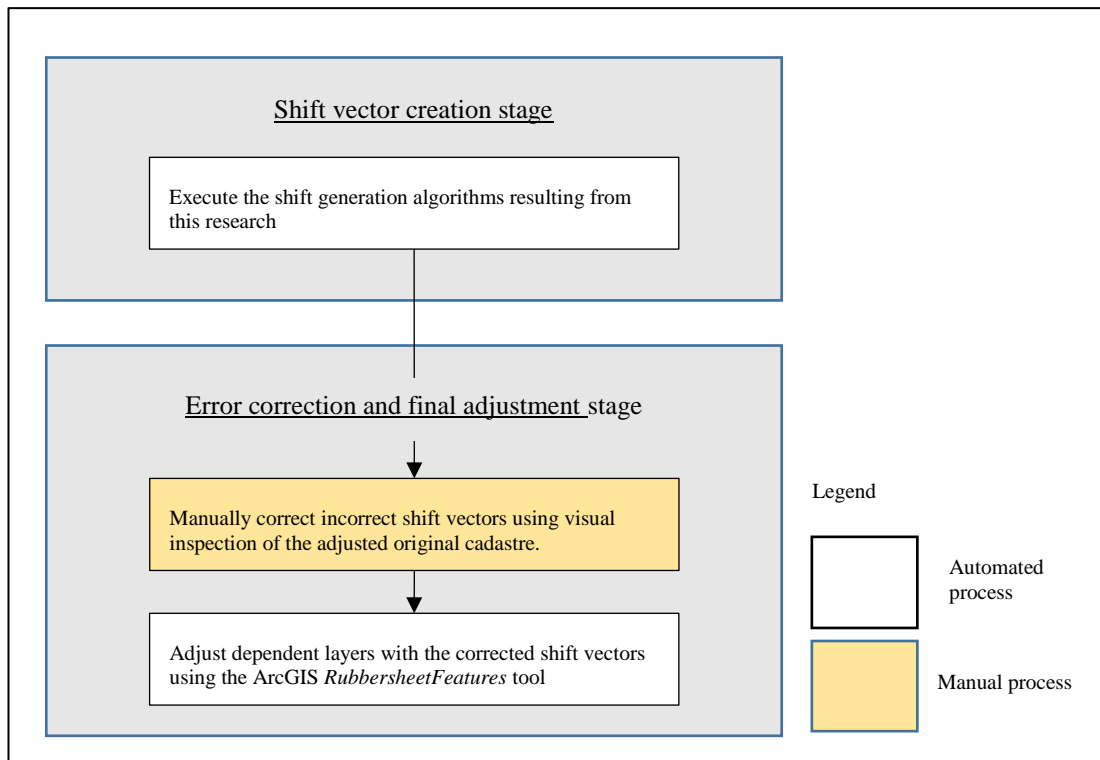 Shift vector creation stage
Execute the shift generation algorithms resulting from
this research
Error correction and final adjustment stage
Manually correct incorrect shift vectors using visual
inspection of the adjusted original cadastre.
Adjust dependent layers with the corrected shift vectors
using the ArcGIS RubbersheetFeatures tool
Legend
Automated
process
Manual process